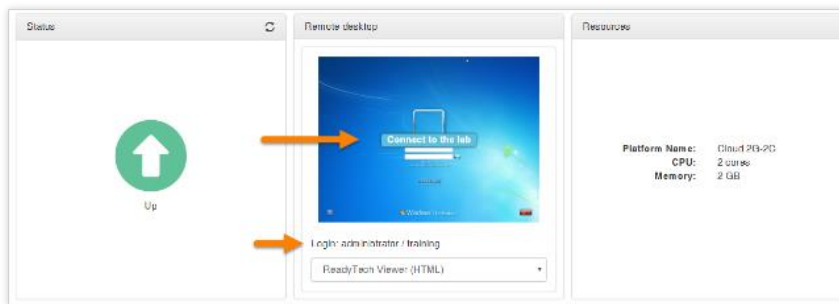 Status
Remote desktop
Resources
Connect to the lab
Windows
Up
Login: administrator / training
ReadyTech Viewer (HTML)
Platform Name: Cloud 2G-2C
CPU: 2 cores
Memory: 2 GB